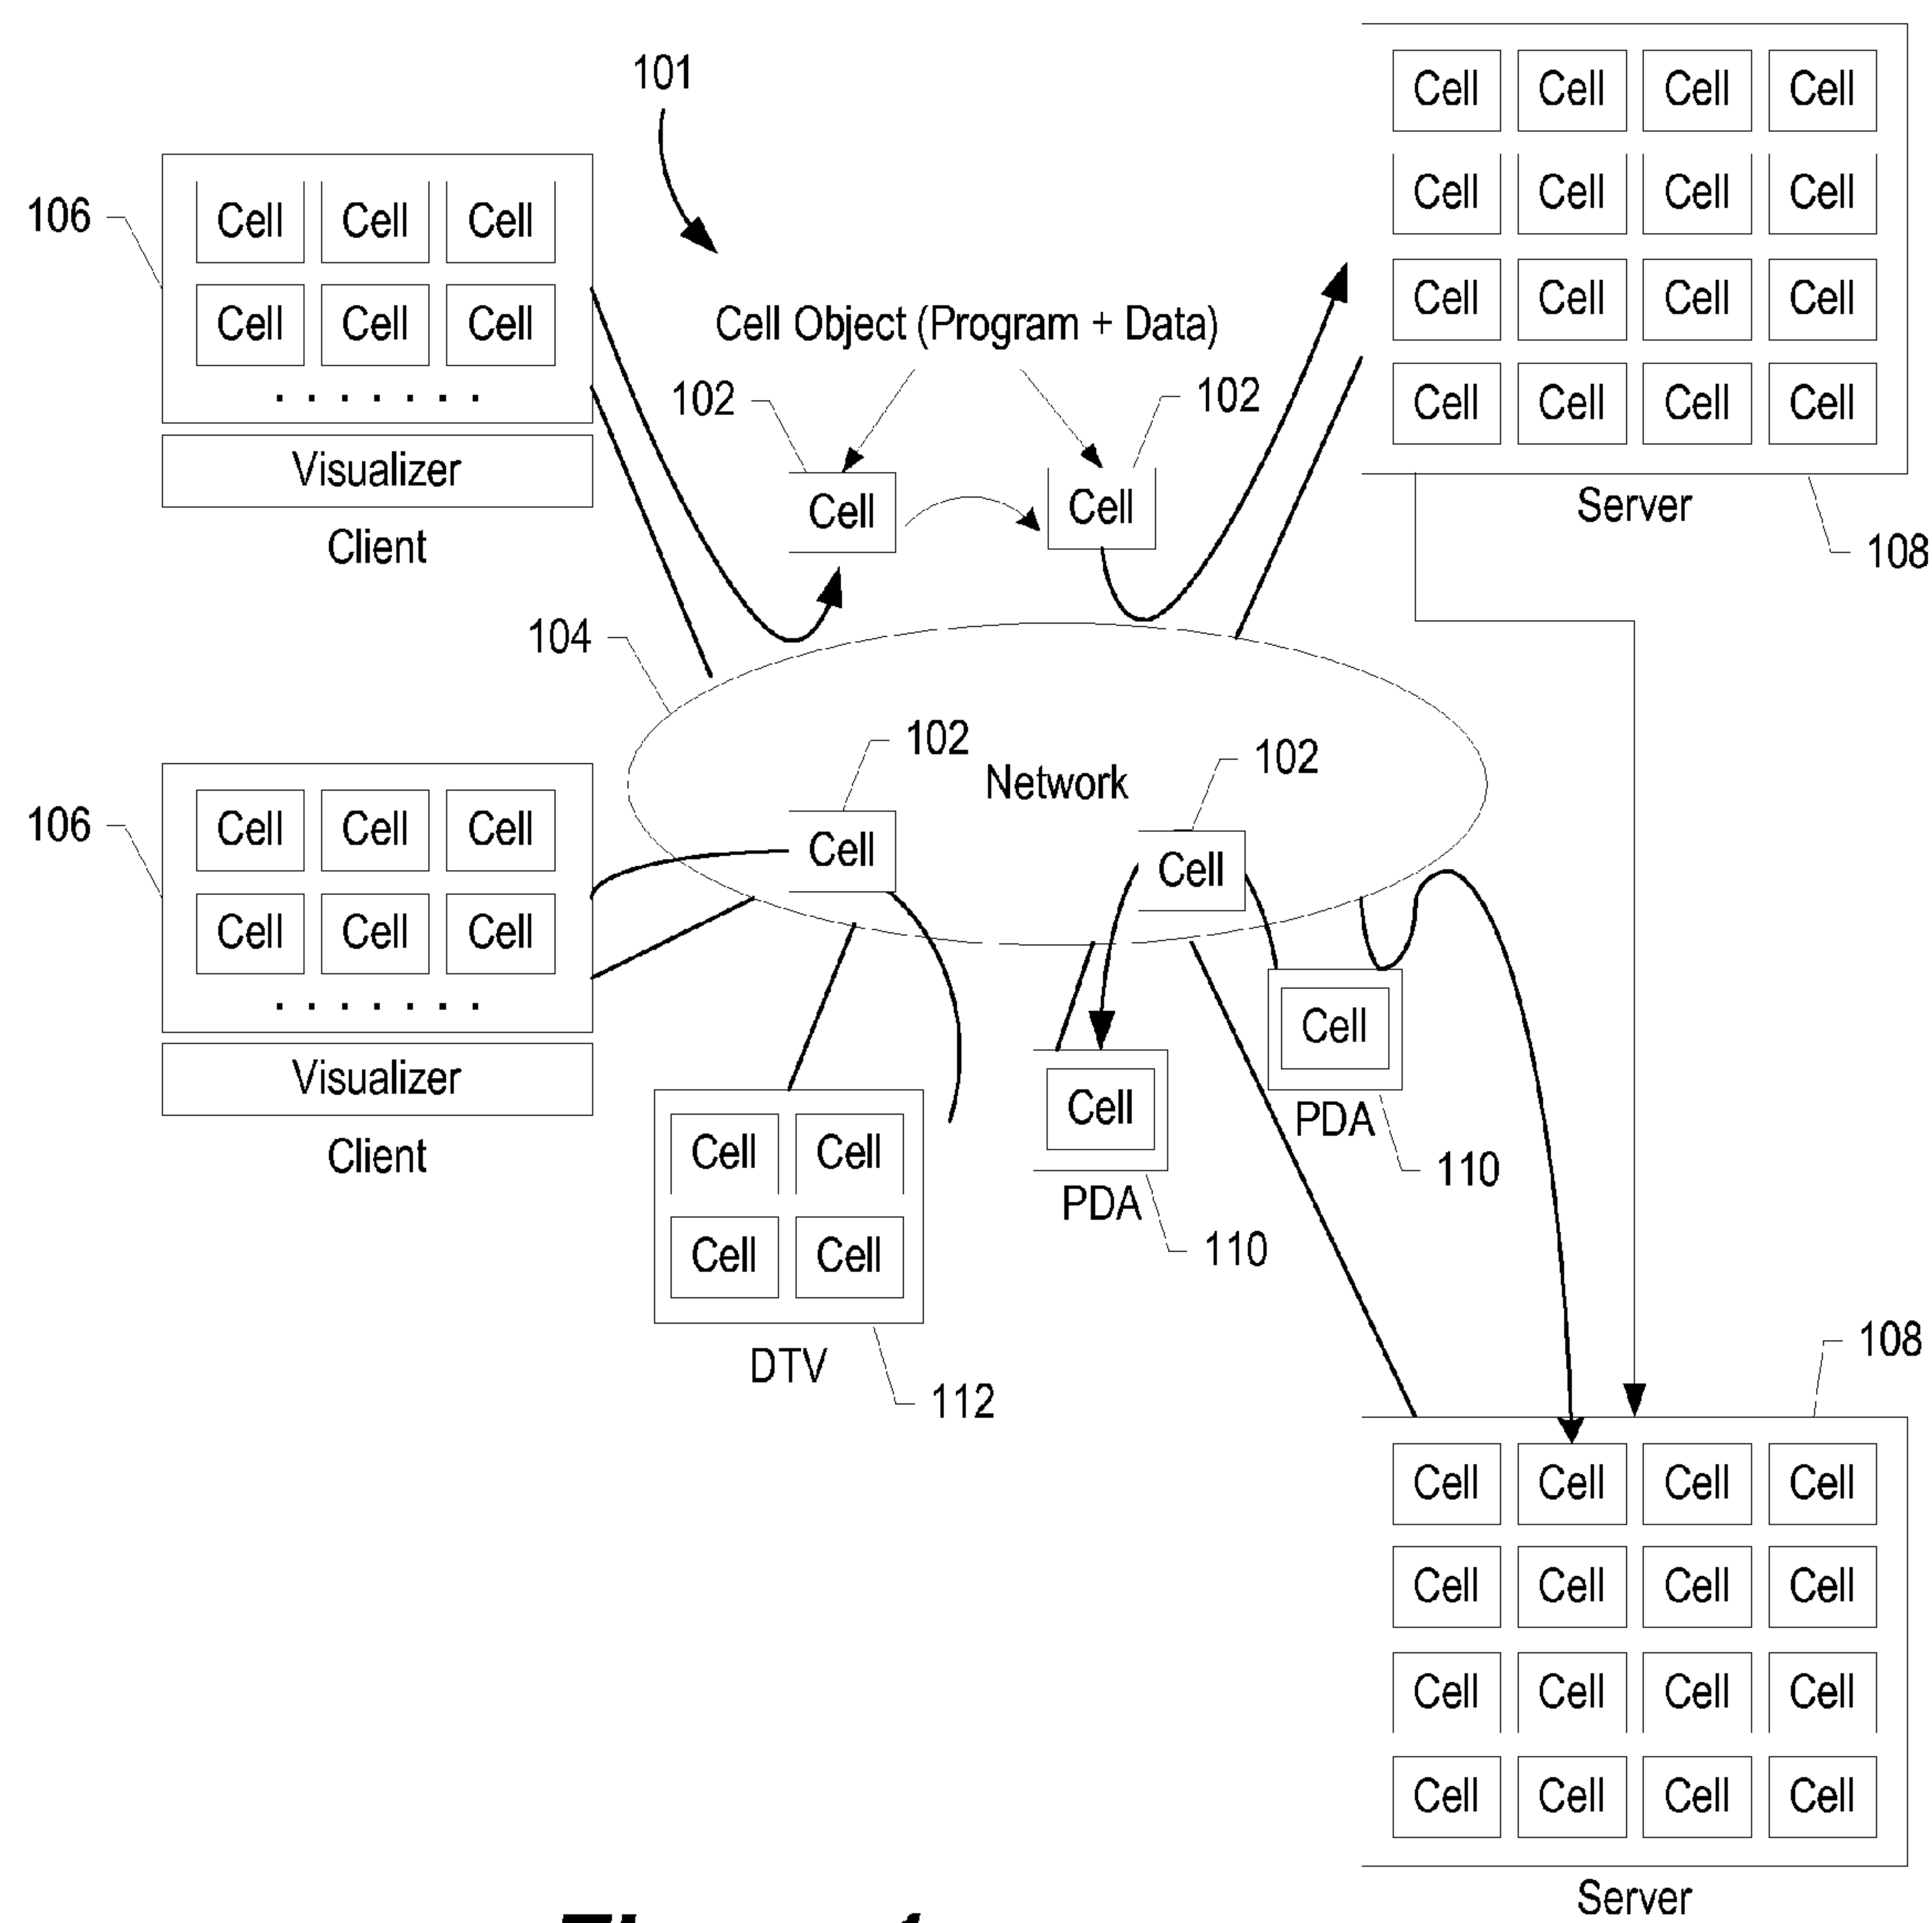 101
Cell Cell Cell Cell
Cell Cell Cell Cell
Cell Cell Cell Cell
Cell Cell Cell Cell
Server
108
106
Cell Cell Cell
Cell Cell Cell
. . . . . . .
Visualizer
Client
Cell Object (Program + Data)
102
102
Cell
Cell
104
Network
102
102
Cell
Cell
106
Cell Cell Cell
Cell Cell Cell
. . . . . . .
Visualizer
Client
Cell Cell
Cell Cell
DTV
112
Cell
PDA
110
Cell
PDA
110
108
Cell Cell Cell Cell
Cell Cell Cell Cell
Cell Cell Cell Cell
Cell Cell Cell Cell
Server